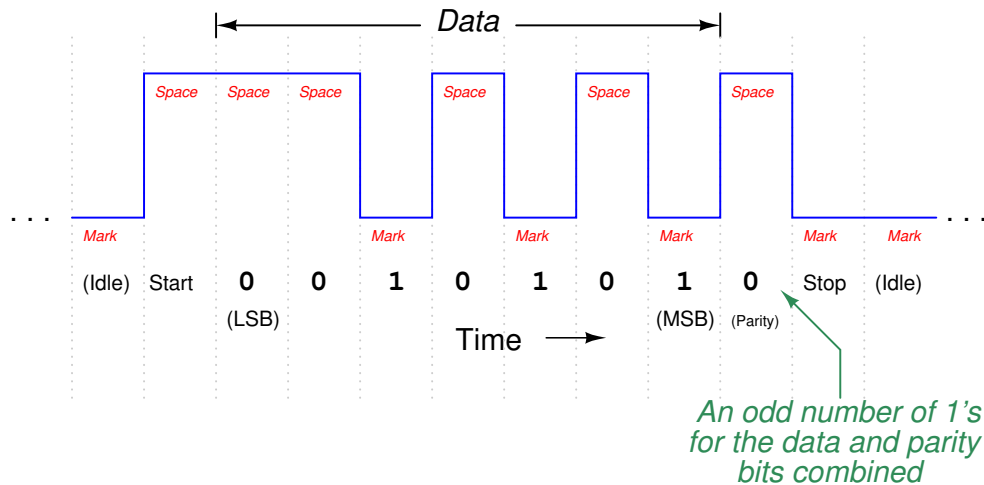 Data
Space Space Space Space Space Space
. . . . . .
Mark Mark Mark Mark Mark Mark
(Idle) Start 0 0 1 0 1 0 1 0 Stop (Idle)
(LSB) (MSB) (Parity)
Time
An odd number of 1's
for the data and parity
bits combined